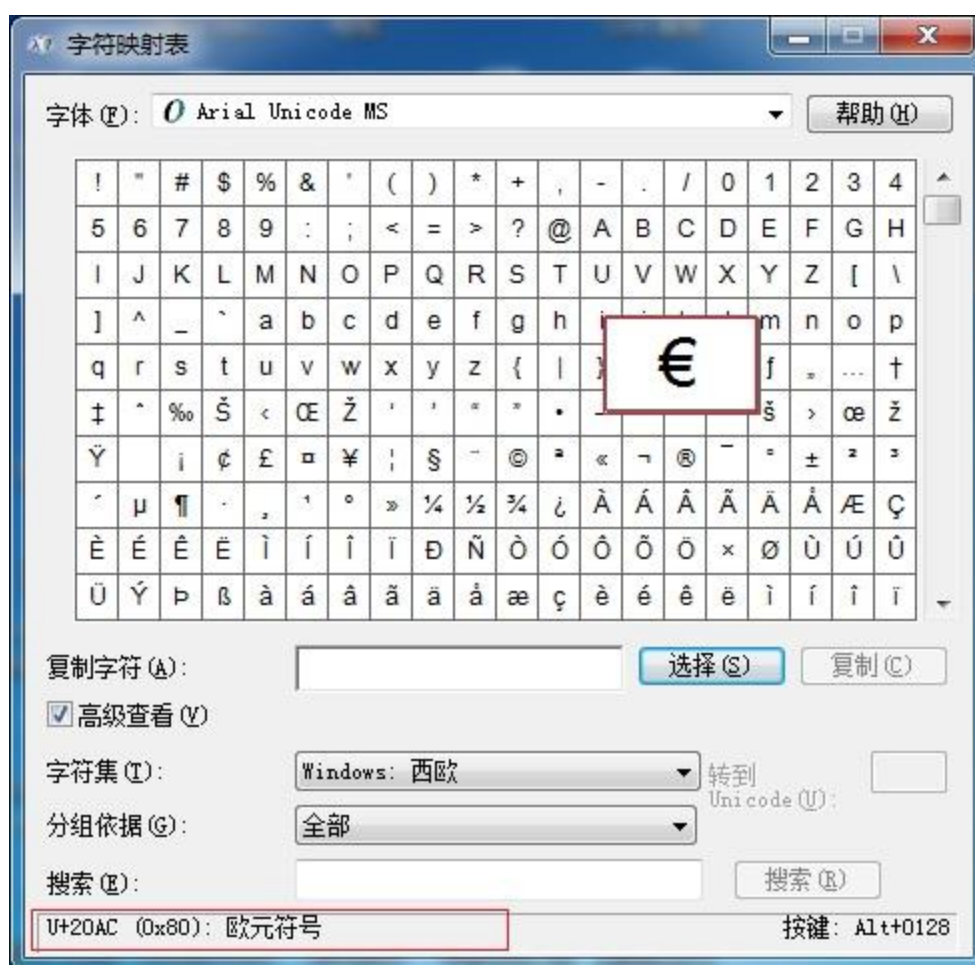 字符映射表
字体(F): O Arial Unicode MS 帮助(H)
! " # $ % & ' ( ) * + , - . / 0 1 2 3 4
5 6 7 8 9 : ; < = > ? @ A B C D E F G H
I J K L M N O P Q R S T U V W X Y Z [ \
] ^ _ ` a b c d e f g h m n o p
q r s t u v w x y z { | } € ƒ „ … †
‡ ˆ ‰ Š ‹ Œ Ž ‘ ’ “ ” • š › œ ž
Ÿ ¡ ¢ £ ¤ ¥ ¦ § ¨ © ª « ¬ ® ¯ ° ± ² ³
´ µ ¶ · ¸ ¹ º » ¼ ½ ¾ ¿ À Á Â Ã Ä Å Æ Ç
È É Ê Ë Ì Í Î Ï Ð Ñ Ò Ó Ô Õ Ö × Ø Ù Ú Û
Ü Ý Þ ß à á â ã ä å æ ç è é ê ë ì í î ï
复制字符(A): 选择(S) 复制(C)
高级查看(V)
字符集(T): Windows: 西欧 转到
Unicode(U):
分组依据(G): 全部
搜索(E): 搜索(R)
U+20AC (0x80): 欧元符号 按键: Alt+0128